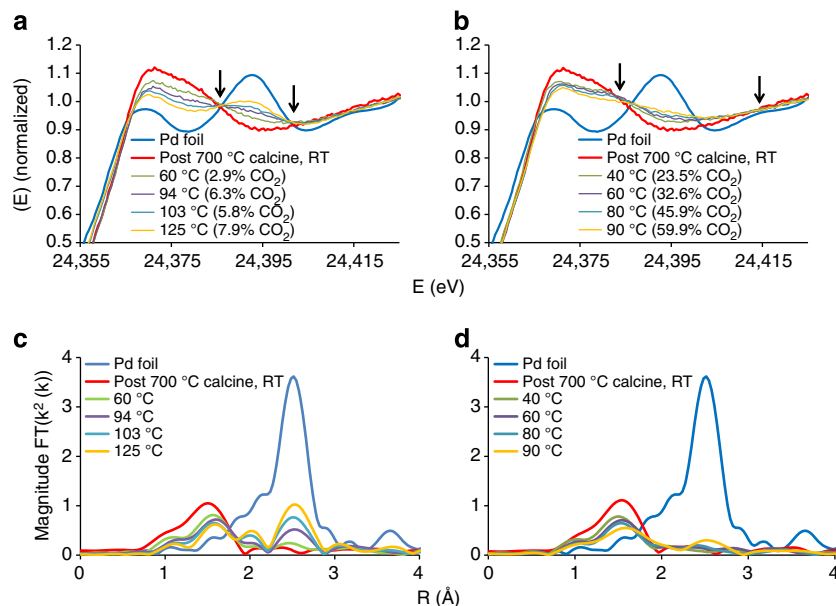 a
1.2
1.1
1.0
0.9
0.8
0.7
0.6
0.5
(E) (normalized)
Pd foil
Post 700 °C calcine, RT
60 °C (2.9% CO2)
94 °C (6.3% CO2)
103 °C (5.8% CO2)
125 °C (7.9% CO2)
24,355
24,375
24,395
24,415
b
1.2
1.1
1.0
0.9
0.8
0.7
0.6
0.5
Pd foil
Post 700 °C calcine, RT
40 °C (23.5% CO2)
60 °C (32.6% CO2)
80 °C (45.9% CO2)
90 °C (59.9% CO2)
24,355
24,375
24,395
24,415
E (eV)
c
4
3
2
1
0
Magnitude FT(k² (k))
Pd foil
Post 700 °C calcine, RT
60 °C
94 °C
103 °C
125 °C
0
1
2
3
4
d
4
3
2
1
0
Pd foil
Post 700 °C calcine, RT
40 °C
60 °C
80 °C
90 °C
0
1
2
3
4
R (Å)